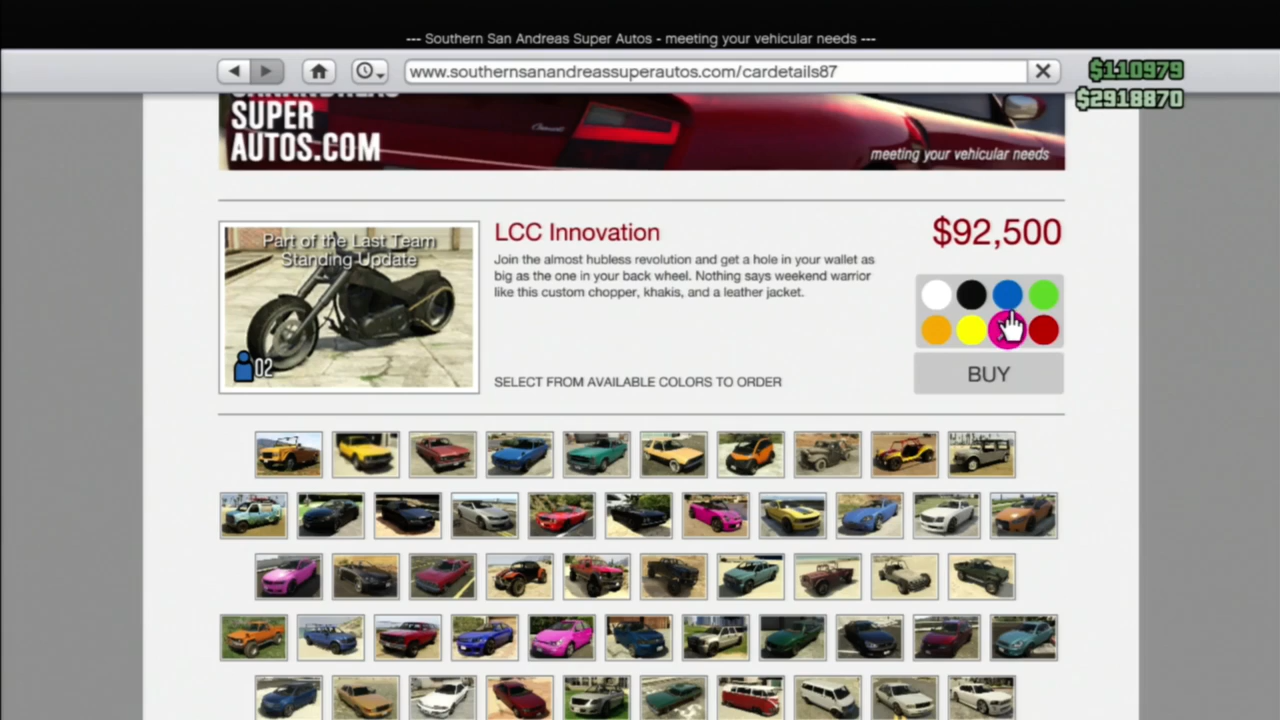 --- Southern San Andreas Super Autos - meeting your vehicular needs ---
www.southernsanandreassuperautos.com/cardetails87
$110979
$2918870
SUPER
AUTOS.COM
meeting your vehicular needs
Part of the Last Team
Standing Update
02
LCC Innovation
$92,500
Join the almost hubless revolution and get a hole in your wallet as
big as the one in your back wheel. Nothing says weekend warrior
like this custom chopper, khakis, and a leather jacket.
SELECT FROM AVAILABLE COLORS TO ORDER
BUY